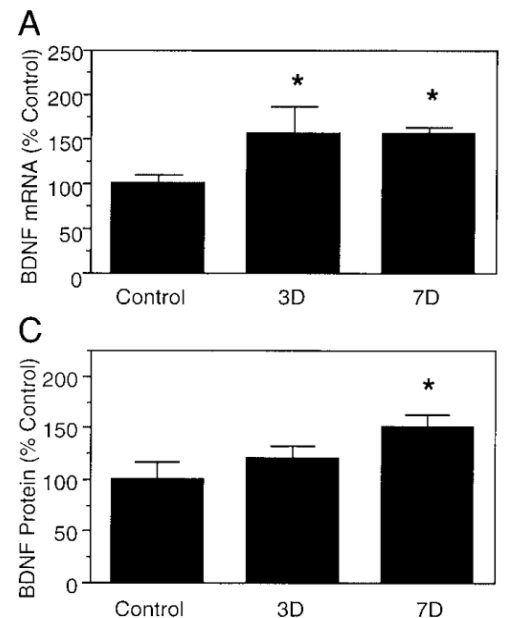 A
BDNF mRNA (% Control)
250
200
150
100
50
0
*
*
Control 3D 7D
C
BDNF Protein (% Control)
200
150
100
50
0
*
Control 3D 7D